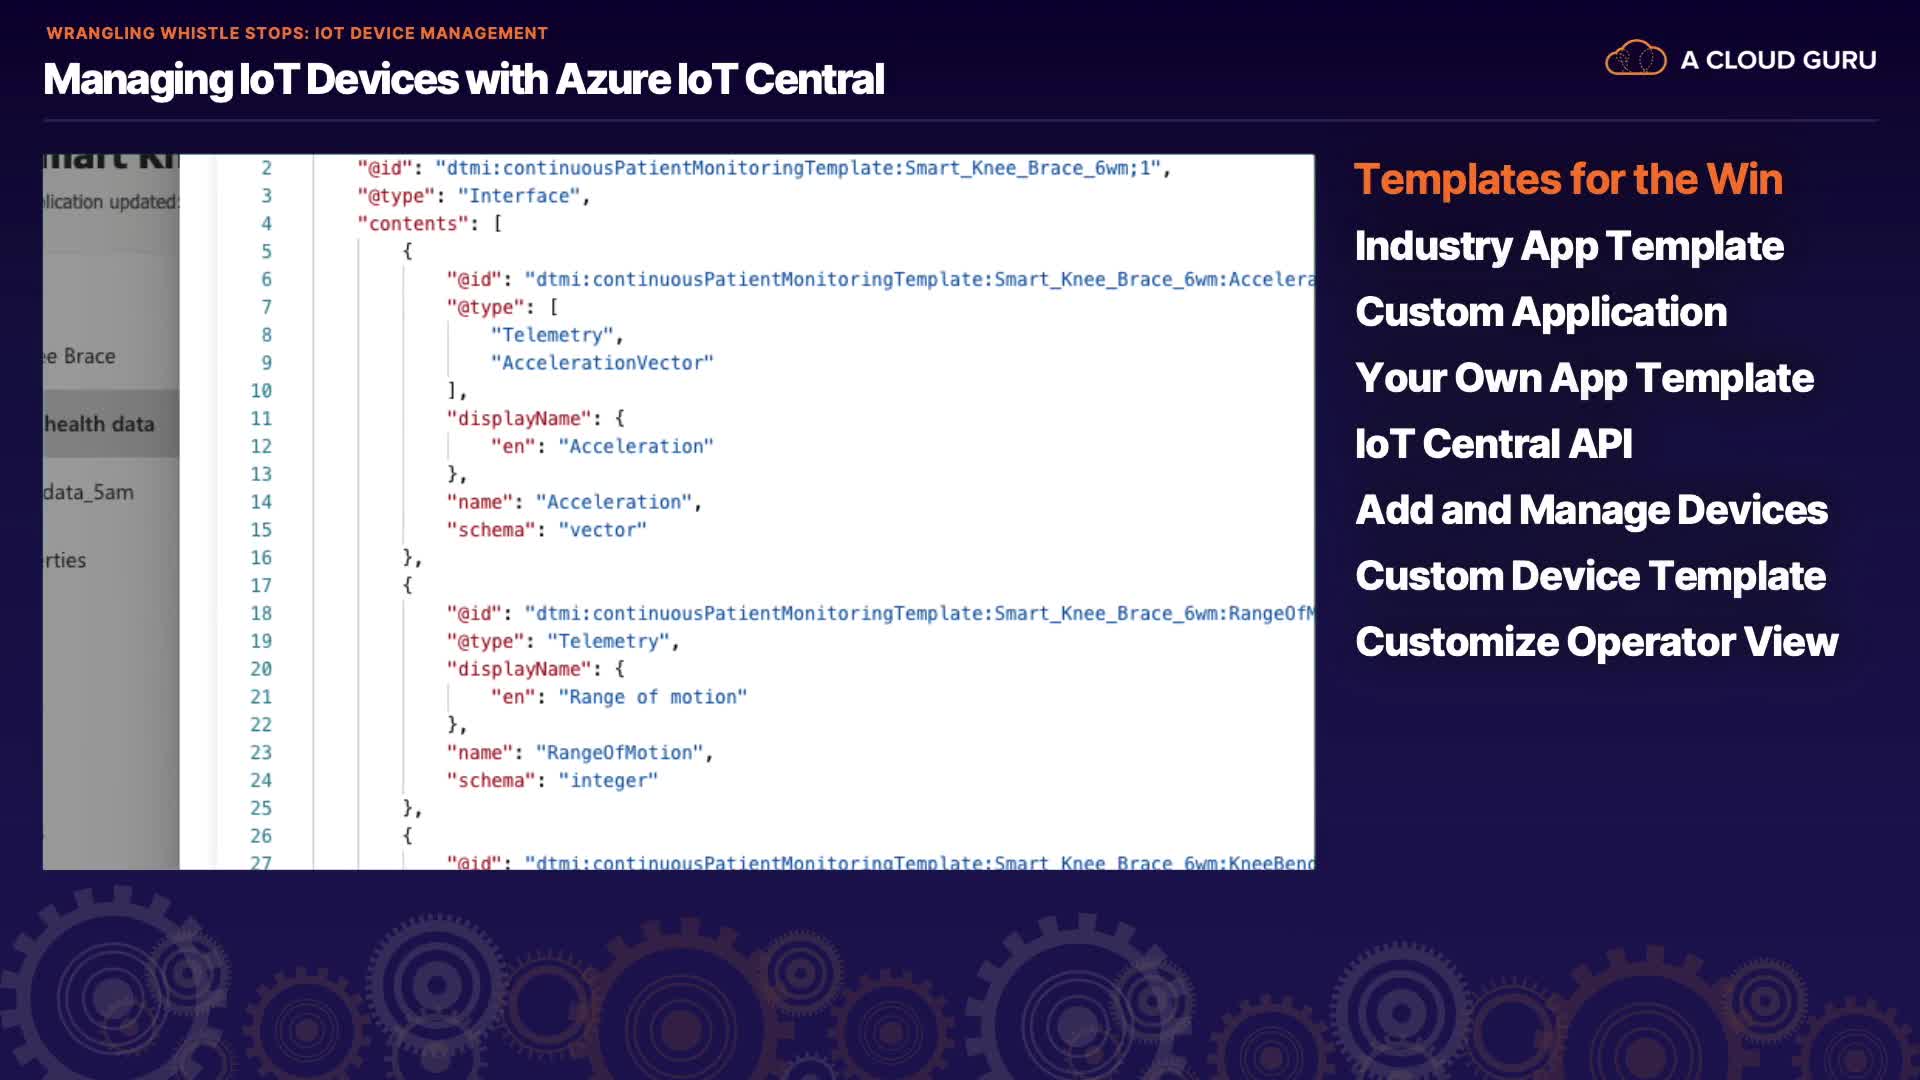 WRANGLING WHISTLE STOPS: IOT DEVICE MANAGEMENT
Managing IoT Devices with Azure IoT Central
A CLOUD GURU
lication updated:
ee Brace
health data
data_5am
rties
2 "@id": "dtmi:continuousPatientMonitoringTemplate:Smart_Knee_Brace_6wm;1",
3 "@type": "Interface",
4 "contents": [
5 {
6 "@id": "dtmi:continuousPatientMonitoringTemplate:Smart_Knee_Brace_6wm:Accelera
7 "@type": [
8 "Telemetry",
9 "AccelerationVector"
10 ],
11 "displayName": {
12 "en": "Acceleration"
13 },
14 "name": "Acceleration",
15 "schema": "vector"
16 },
17 {
18 "@id": "dtmi:continuousPatientMonitoringTemplate:Smart_Knee_Brace_6wm:RangeOfM
19 "@type": "Telemetry",
20 "displayName": {
21 "en": "Range of motion"
22 },
23 "name": "RangeOfMotion",
24 "schema": "integer"
25 },
26 {
27 "@id": "dtmi:continuousPatientMonitoringTemplate:Smart_Knee_Brace_6wm:KneeBend
Templates for the Win
Industry App Template
Custom Application
Your Own App Template
IoT Central API
Add and Manage Devices
Custom Device Template
Customize Operator View